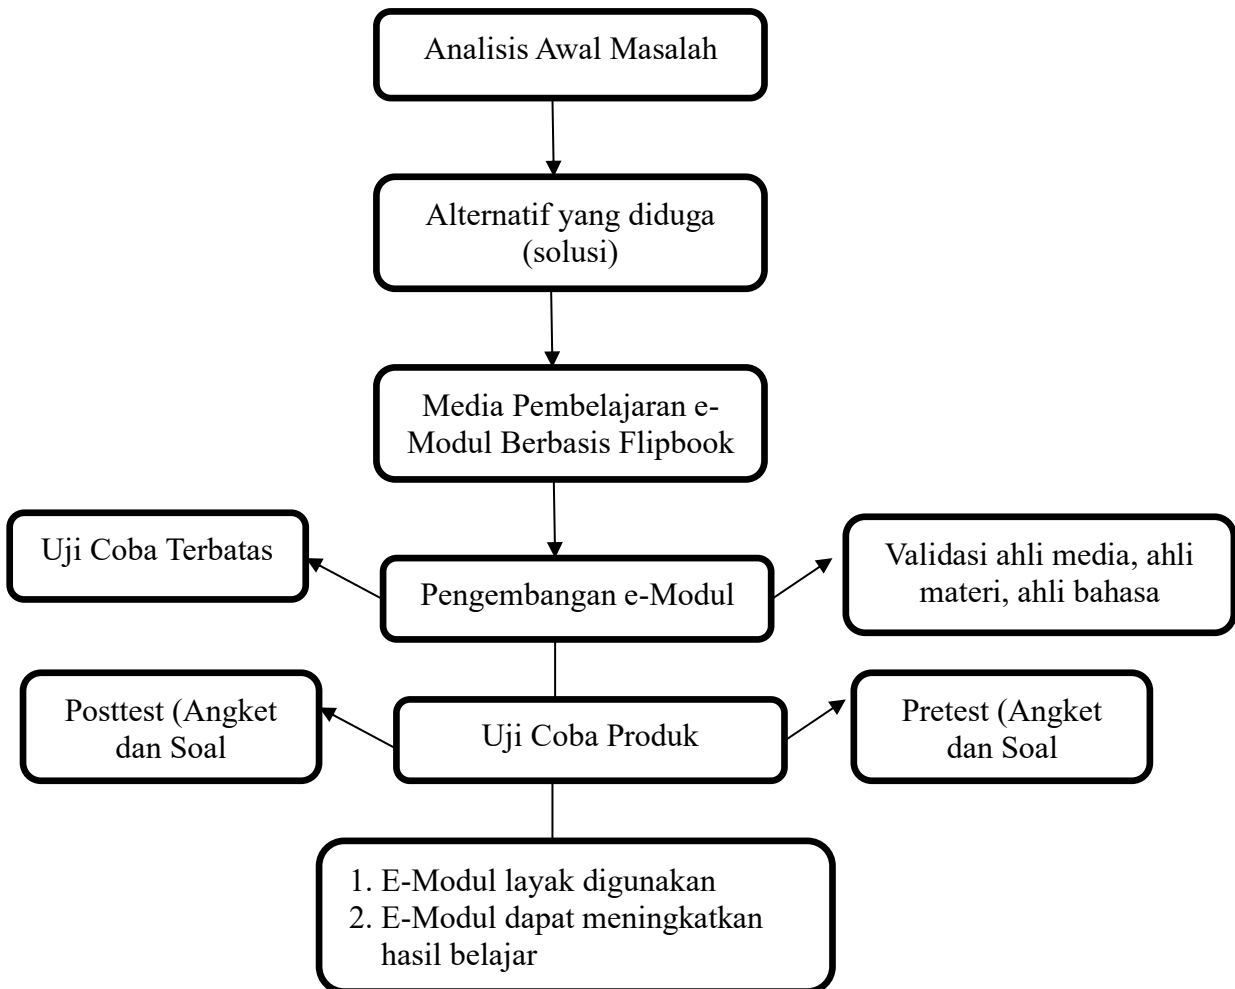 Analisis Awal Masalah
Alternatif yang diduga
(solusi)
Media Pembelajaran e-
Modul Berbasis Flipbook
Uji Coba Terbatas
Pengembangan e-Modul
Validasi ahli media, ahli
materi, ahli bahasa
Posttest (Angket
dan Soal
Uji Coba Produk
Pretest (Angket
dan Soal
1. E-Modul layak digunakan
2. E-Modul dapat meningkatkan
hasil belajar